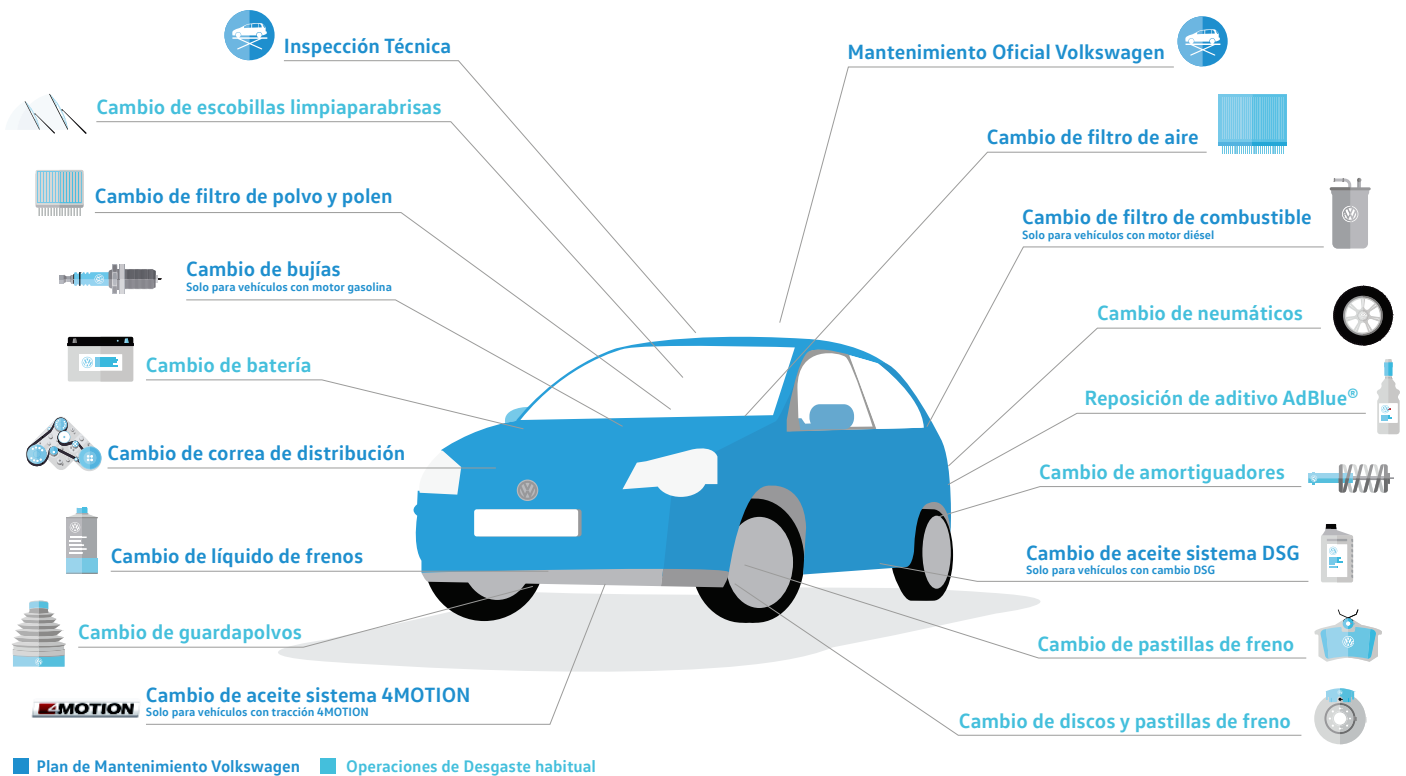 Inspección Técnica
Cambio de escobillas limpiaparabrisas
Cambio de filtro de polvo y polen
Cambio de bujías
Solo para vehículos con motor gasolina
Cambio de batería
Cambio de correa de distribución
Cambio de líquido de frenos
Cambio de guardapolvos
4MOTION
Cambio de aceite sistema 4MOTION
Solo para vehículos con tracción 4MOTION
Mantenimiento Oficial Volkswagen
Cambio de filtro de aire
Cambio de filtro de combustible
Solo para vehículos con motor diésel
Cambio de neumáticos
Reposición de aditivo AdBlue®
Cambio de amortiguadores
Cambio de aceite sistema DSG
Solo para vehículos con cambio DSG
Cambio de pastillas de freno
Cambio de discos y pastillas de freno
Plan de Mantenimiento Volkswagen
Operaciones de Desgaste habitual